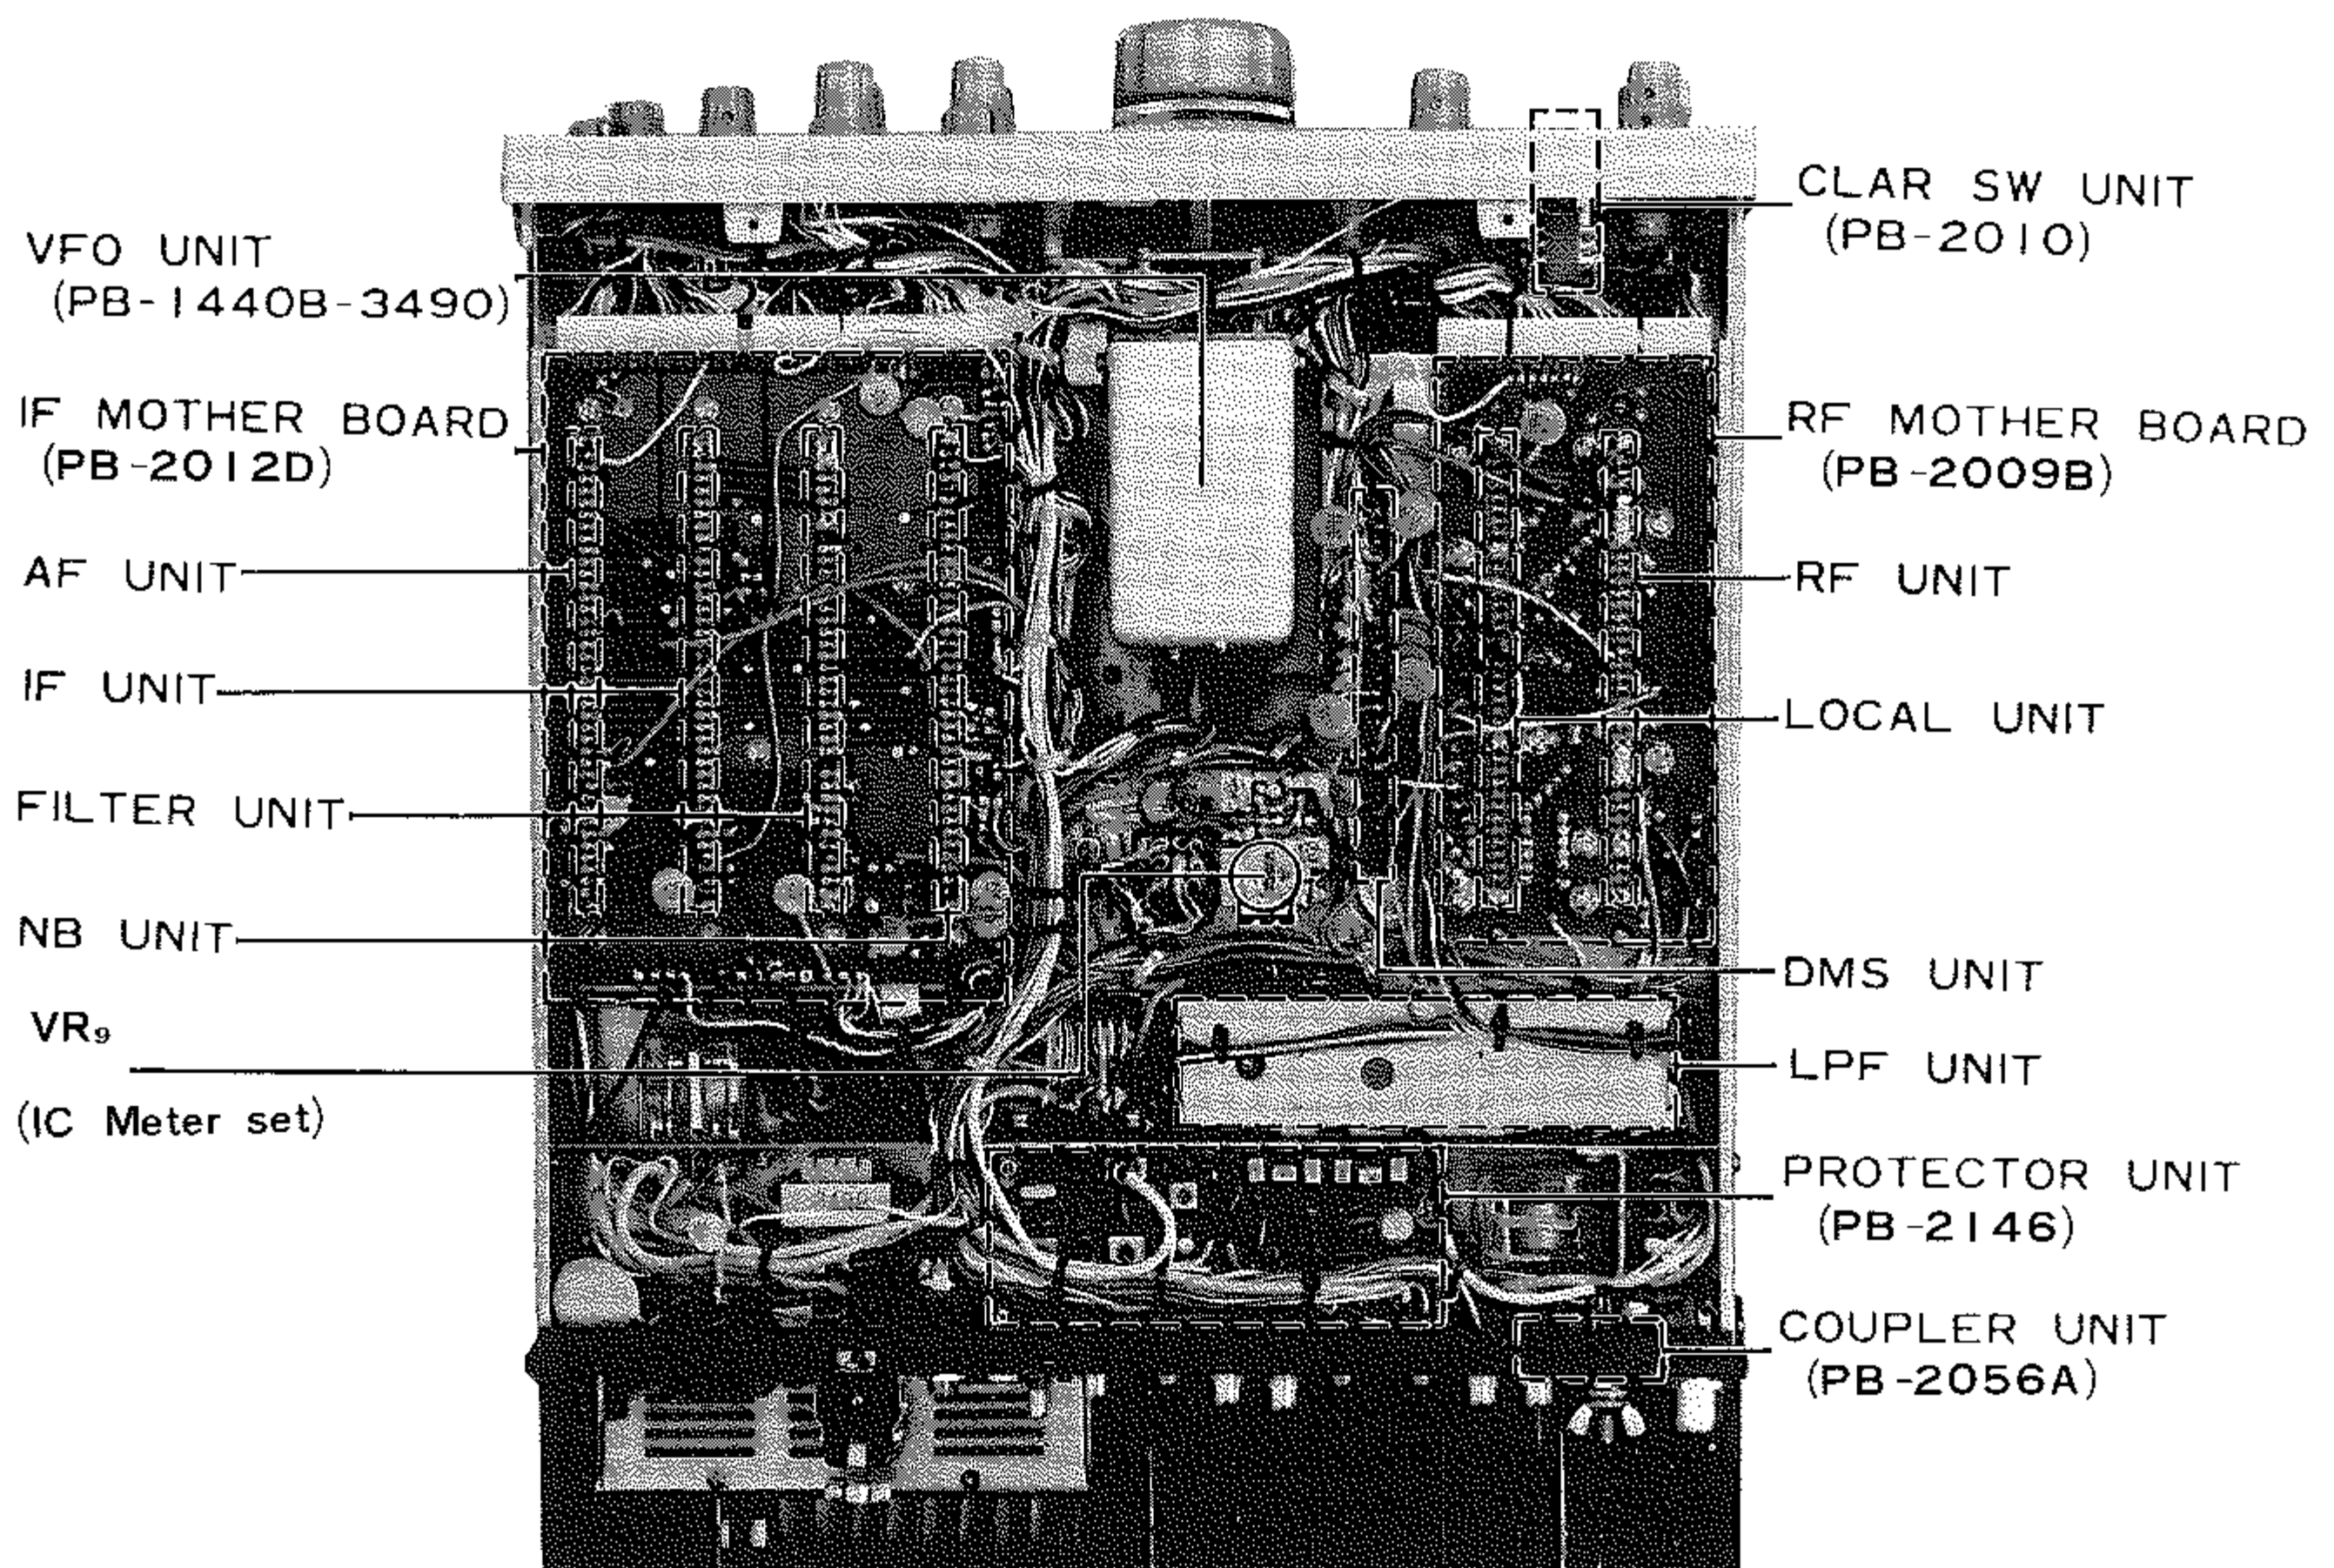 VFO UNIT
(PB-1440B-3490)
IF MOTHER BOARD
(PB-2012D)
AF UNIT
IF UNIT
FILTER UNIT
NB UNIT
VR₉
(IC Meter set)
CLAR SW UNIT
(PB-2010)
RF MOTHER BOARD
(PB-2009B)
RF UNIT
LOCAL UNIT
DMS UNIT
LPF UNIT
PROTECTOR UNIT
(PB-2146)
COUPLER UNIT
(PB-2056A)